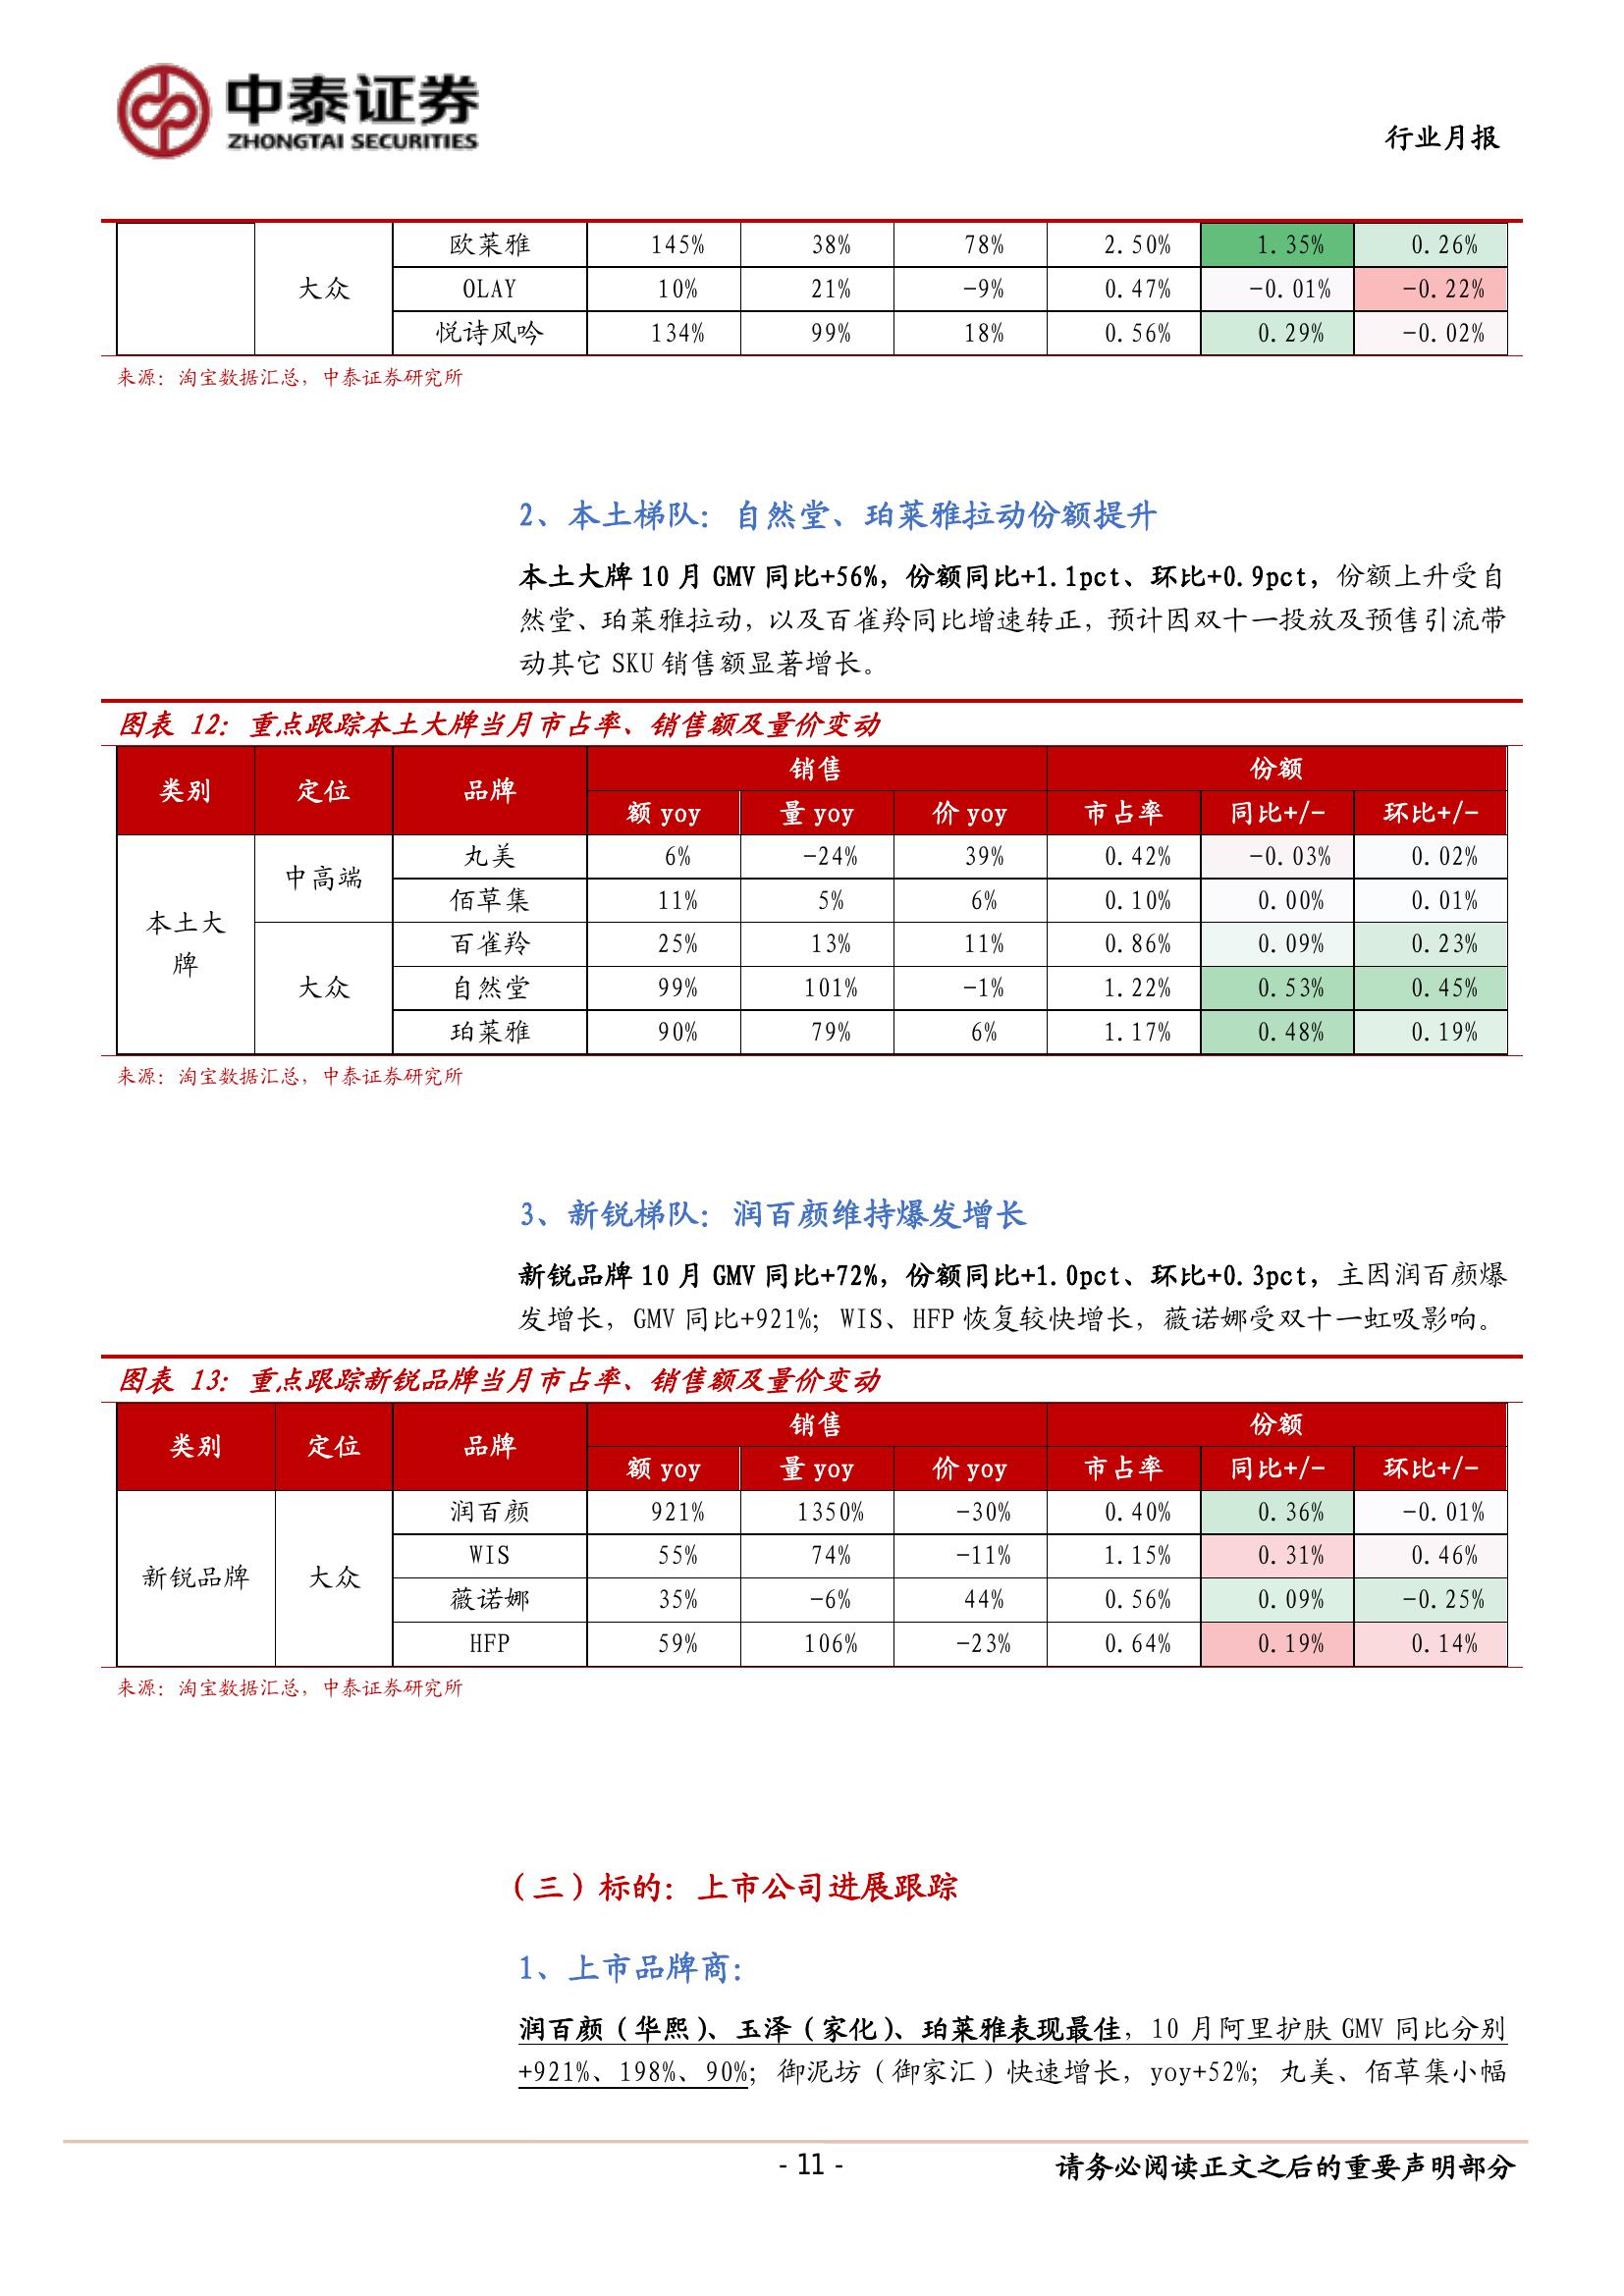 中泰证券
ZHONGTAI SECURITIES
行业月报
大众 欧莱雅 145% 38% 78% 2.50% 1.35% 0.26%
OLAY 10% 21% -9% 0.47% -0.01% -0.22%
悦诗风吟 134% 99% 18% 0.56% 0.29% -0.02%
来源：淘宝数据汇总，中泰证券研究所
2、本土梯队：自然堂、珀莱雅拉动份额提升
本土大牌 10 月 GMV 同比+56%，份额同比+1.1pct、环比+0.9pct，份额上升受自
然堂、珀莱雅拉动，以及百雀羚同比增速转正，预计因双十一投放及预售引流带
动其它 SKU 销售额显著增长。
图表 12：重点跟踪本土大牌当月市占率、销售额及量价变动
类别 定位 品牌 销售 份额
额 yoy 量 yoy 价 yoy 市占率 同比+/- 环比+/-
本土大牌 中高端 丸美 6% -24% 39% 0.42% -0.03% 0.02%
佰草集 11% 5% 6% 0.10% 0.00% 0.01%
大众 百雀羚 25% 13% 11% 0.86% 0.09% 0.23%
自然堂 99% 101% -1% 1.22% 0.53% 0.45%
珀莱雅 90% 79% 6% 1.17% 0.48% 0.19%
来源：淘宝数据汇总，中泰证券研究所
3、新锐梯队：润百颜维持爆发增长
新锐品牌 10 月 GMV 同比+72%，份额同比+1.0pct、环比+0.3pct，主因润百颜爆
发增长，GMV 同比+921%；WIS、HFP 恢复较快增长，薇诺娜受双十一虹吸影响。
图表 13：重点跟踪新锐品牌当月市占率、销售额及量价变动
类别 定位 品牌 销售 份额
额 yoy 量 yoy 价 yoy 市占率 同比+/- 环比+/-
新锐品牌 大众 润百颜 921% 1350% -30% 0.40% 0.36% -0.01%
WIS 55% 74% -11% 1.15% 0.31% 0.46%
薇诺娜 35% -6% 44% 0.56% 0.09% -0.25%
HFP 59% 106% -23% 0.64% 0.19% 0.14%
来源：淘宝数据汇总，中泰证券研究所
（三）标的：上市公司进展跟踪
1、上市品牌商：
润百颜（华熙）、玉泽（家化）、珀莱雅表现最佳，10 月阿里护肤 GMV 同比分别
+921%、198%、90%；御泥坊（御家汇）快速增长，yoy+52%；丸美、佰草集小幅
- 11 -
请务必阅读正文之后的重要声明部分